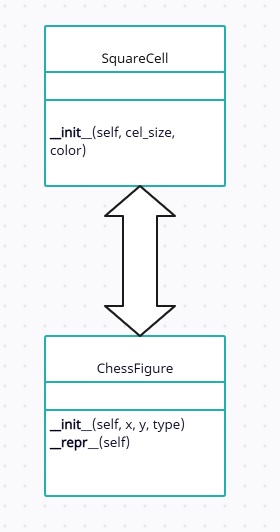 SquareCell
__init__(self, cel_size,
color)
ChessFigure
__init__(self, x, y, type)
__repr__(self)